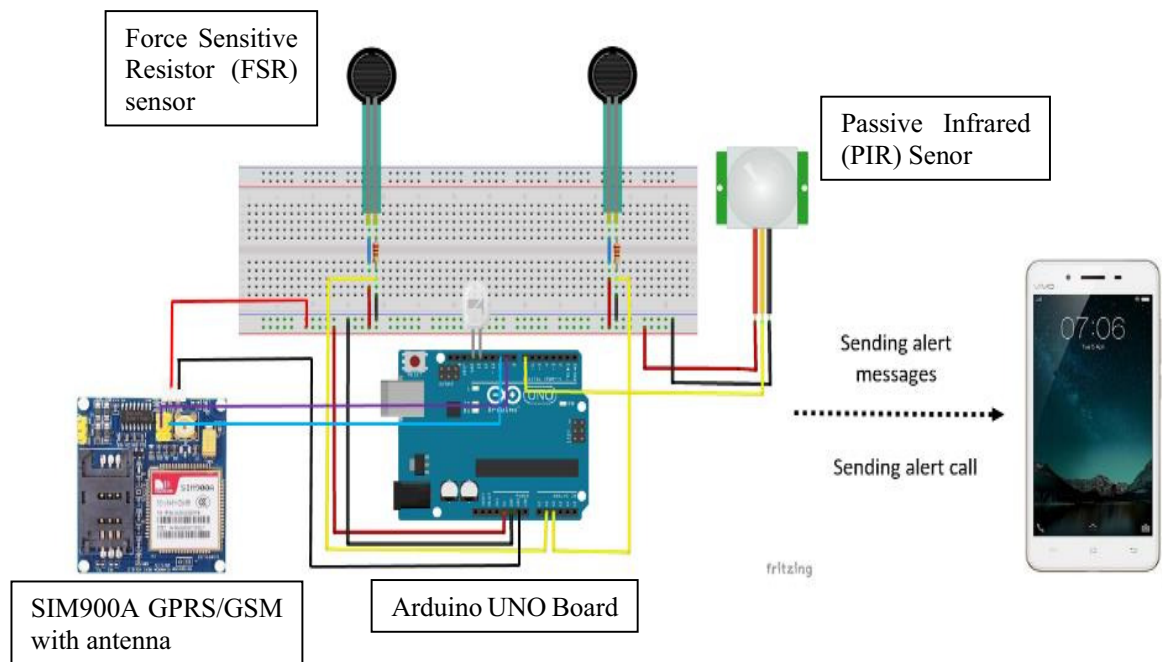 Force Sensitive
Resistor (FSR)
sensor
Passive Infrared
(PIR) Senor
vivo
07:06
Sending alert
messages
Sending alert call
UNO
SIM900A
fritzing
SIM900A GPRS/GSM
with antenna
Arduino UNO Board